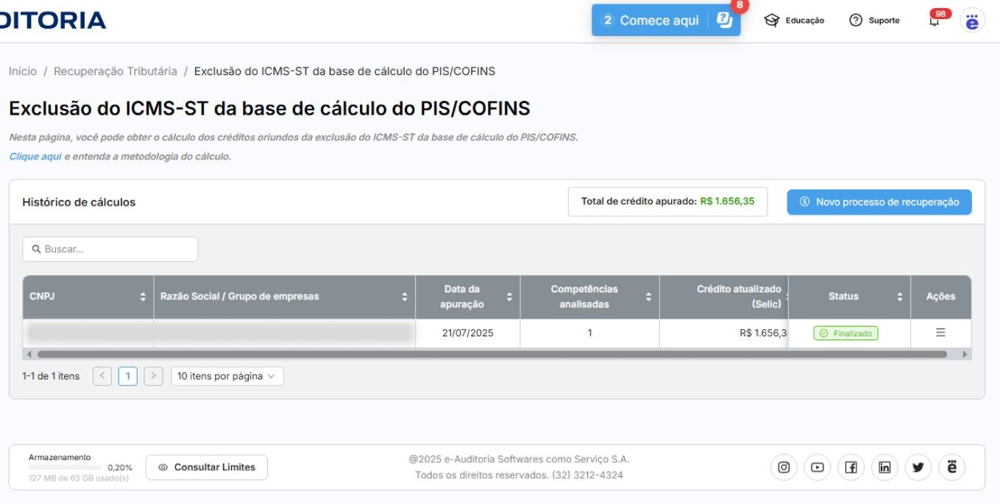 DITORIA
2 Comece aqui
8
Educação
Suporte
98
ë
Início / Recuperação Tributária / Exclusão do ICMS-ST da base de cálculo do PIS/COFINS
Exclusão do ICMS-ST da base de cálculo do PIS/COFINS
Nesta página, você pode obter o cálculo dos créditos oriundos da exclusão do ICMS-ST da base de cálculo do PIS/COFINS.
Clique aqui e entenda a metodologia do cálculo.
Histórico de cálculos
Total de crédito apurado: R$ 1.656,35
Novo processo de recuperação
Buscar...
CNPJ
Razão Social / Grupo de empresas
Data da
apuração
Competências
analisadas
Crédito atualizado
(Selic)
Status
Ações
21/07/2025
1
R$ 1.656,3
Finalizado
1-1 de 1 itens
< 1 >
10 itens por página
Armazenamento
0,20%
127 MB de 63 GB usado(s)
Consultar Limites
@2025 e-Auditoria Softwares como Serviço S.A.
Todos os direitos reservados. (32) 3212-4324
ë